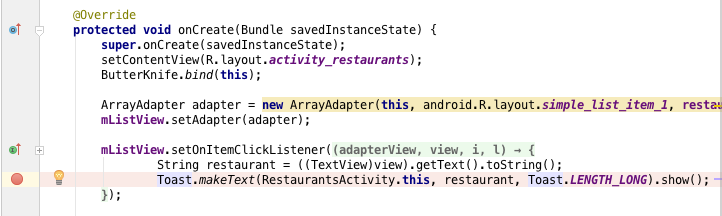 @Override
protected void onCreate(Bundle savedInstanceState) {
super.onCreate(savedInstanceState);
setContentView(R.layout.activity_restaurants);
ButterKnife.bind(this);
ArrayAdapter adapter = new ArrayAdapter(this, android.R.layout.simple_list_item_1, restau
mListView.setAdapter(adapter);
mListView.setOnItemClickListener((adapterView, view, i, l) → {
String restaurant = ((TextView)view).getText().toString();
Toast.makeText(RestaurantsActivity.this, restaurant, Toast.LENGTH_LONG).show();
});